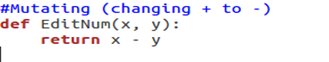 #Mutating (changing + to -)
def EditNum(x, y):
    return x - y